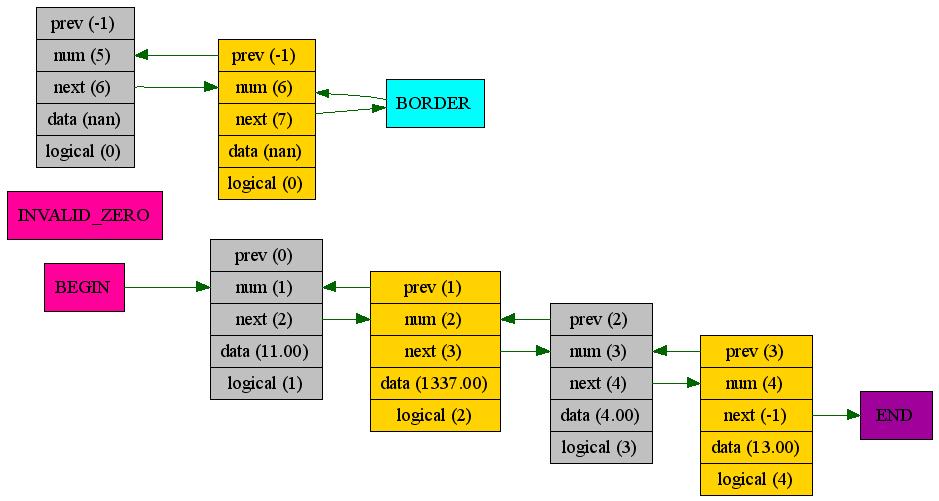 prev (-1)
num (5)
next (6)
data (nan)
logical (0)
prev (-1)
num (6)
next (7)
data (nan)
logical (0)
BORDER
INVALID_ZERO
BEGIN
prev (0)
num (1)
next (2)
data (11.00)
logical (1)
prev (1)
num (2)
next (3)
data (1337.00)
logical (2)
prev (2)
num (3)
next (4)
data (4.00)
logical (3)
prev (3)
num (4)
next (-1)
data (13.00)
logical (4)
END